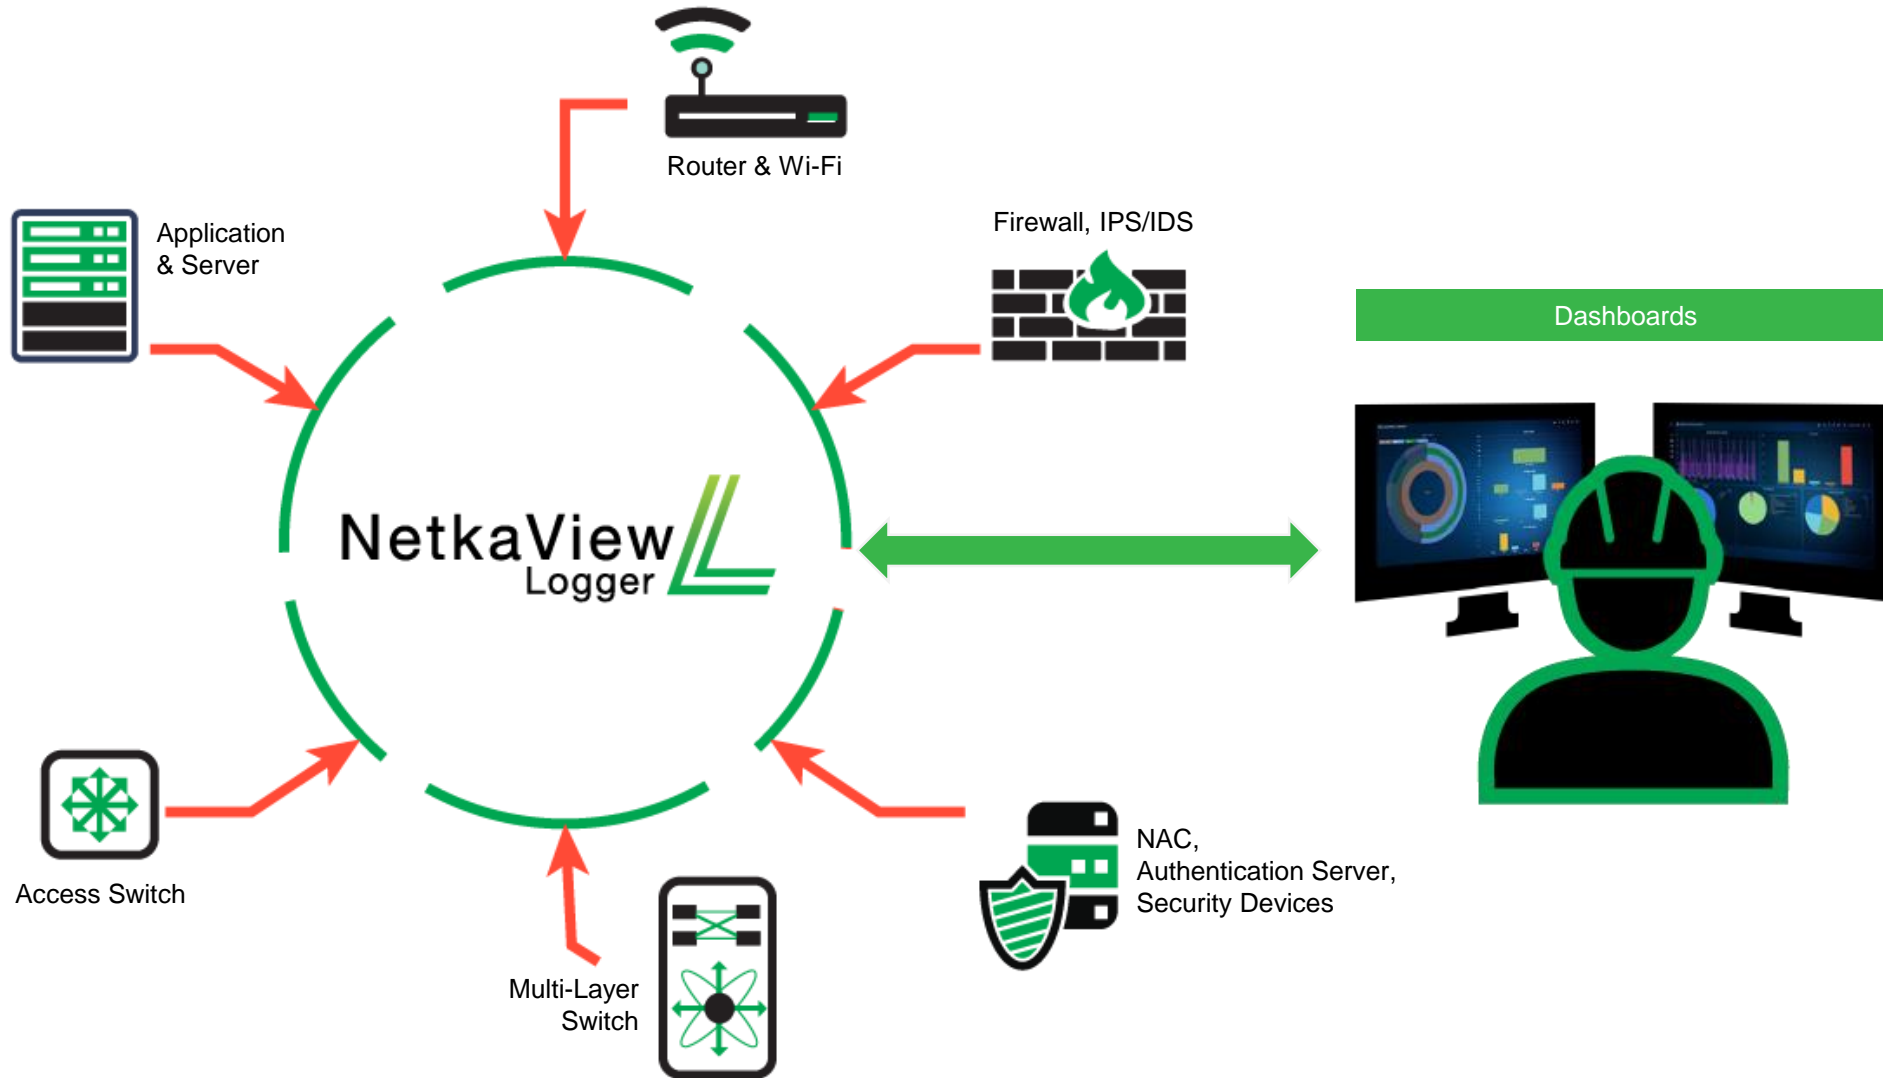 Router & Wi-Fi
Application
& Server
Firewall, IPS/IDS
Dashboards
NetkaView
Logger
Access Switch
Multi-Layer
Switch
NAC,
Authentication Server,
Security Devices